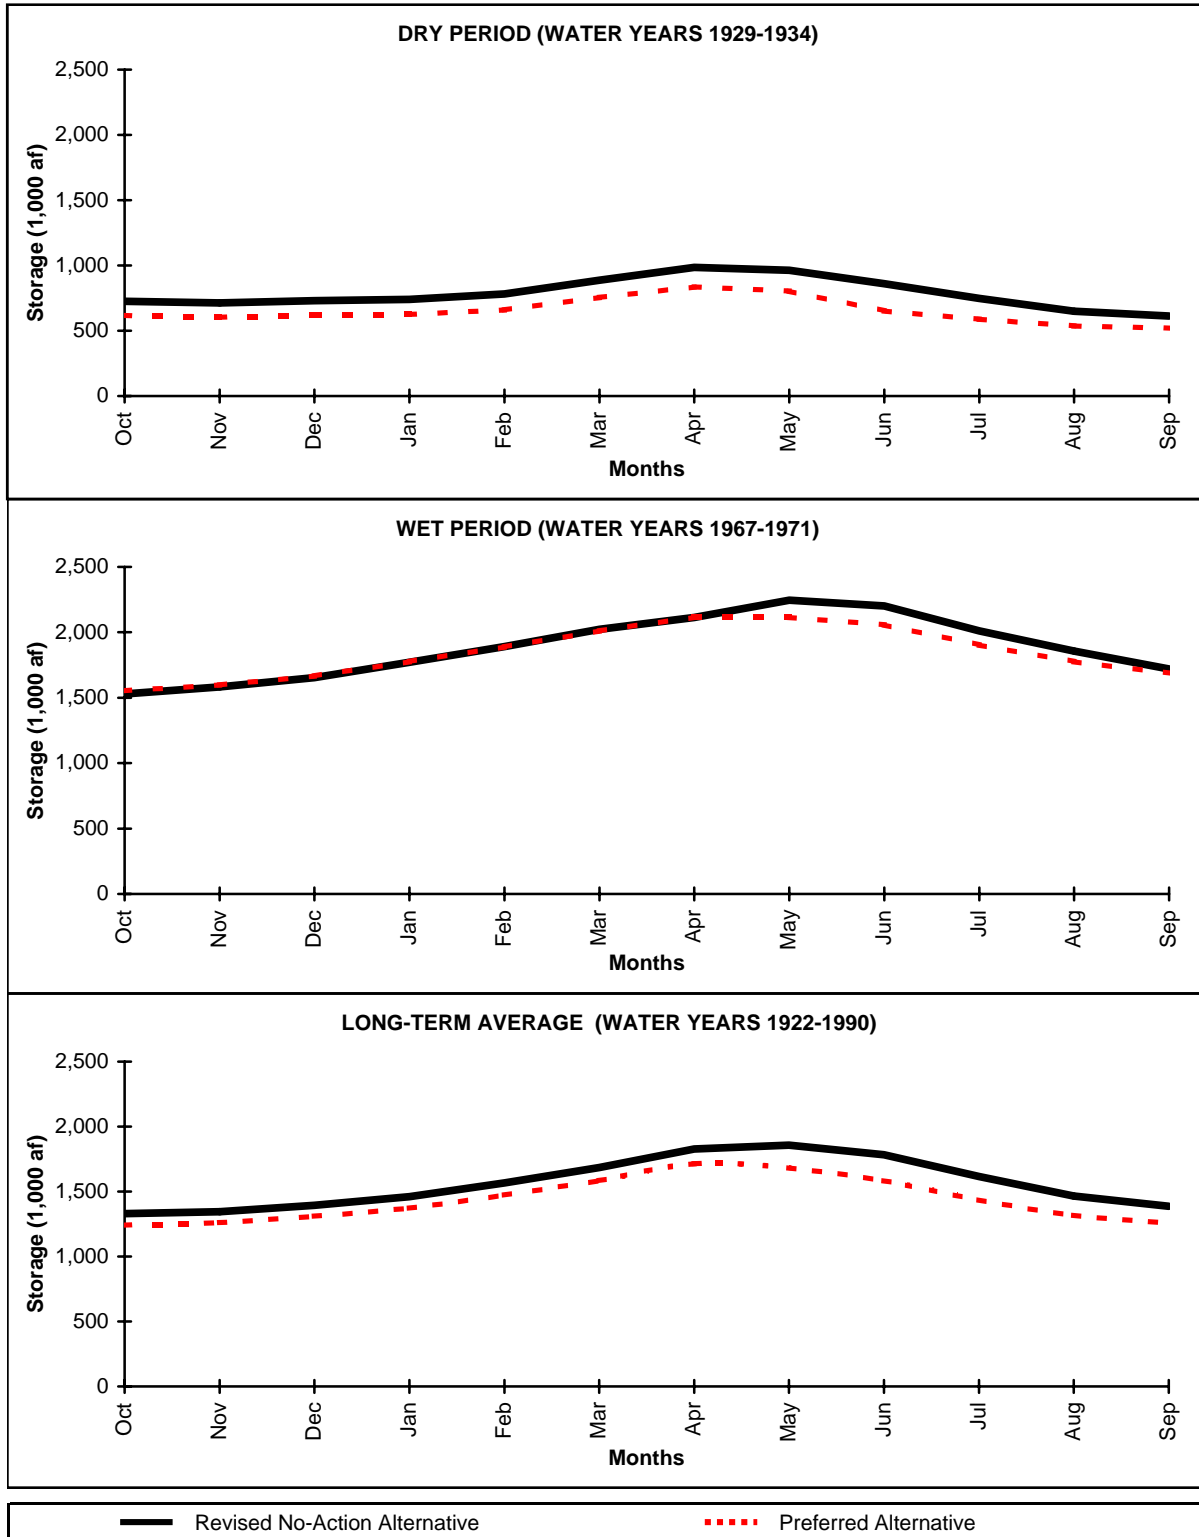 DRY PERIOD (WATER YEARS 1929-1934)
2,500
2,000
1,500
1,000
500
0
Storage (1,000 af)
Oct Nov Dec Jan Feb Mar Apr May Jun Jul Aug Sep
Months
WET PERIOD (WATER YEARS 1967-1971)
2,500
2,000
1,500
1,000
500
0
Storage (1,000 af)
Oct Nov Dec Jan Feb Mar Apr May Jun Jul Aug Sep
Months
LONG-TERM AVERAGE (WATER YEARS 1922-1990)
2,500
2,000
1,500
1,000
500
0
Storage (1,000 af)
Oct Nov Dec Jan Feb Mar Apr May Jun Jul Aug Sep
Months
Revised No-Action Alternative Preferred Alternative